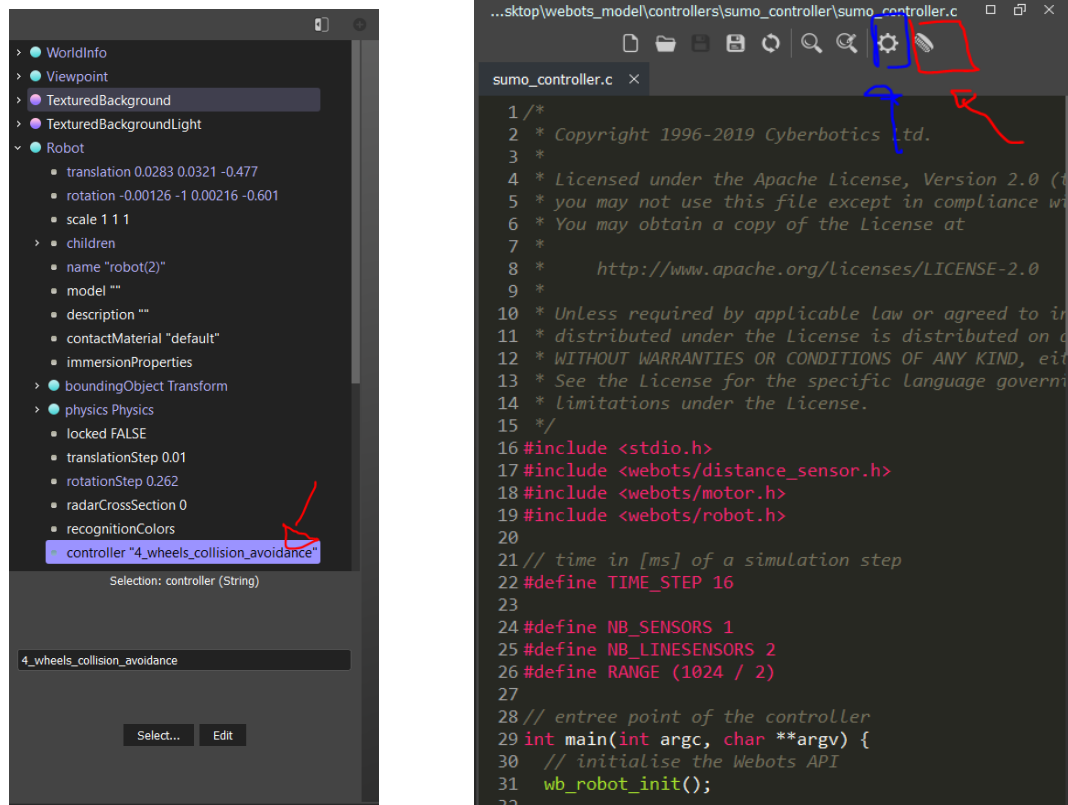 WorldInfo
Viewpoint
TexturedBackground
TexturedBackgroundLight
Robot
translation 0.0283 0.0321 -0.477
rotation -0.00126 -1 0.00216 -0.601
scale 1 1 1
children
name "robot(2)"
model ""
description ""
contactMaterial "default"
immersionProperties
boundingObject Transform
physics Physics
locked FALSE
translationStep 0.01
rotationStep 0.262
radarCrossSection 0
recognitionColors
controller "4_wheels_collision_avoidance"
Selection: controller (String)
4_wheels_collision_avoidance
Select... Edit
...sktop\webots_model\controllers\sumo_controller\sumo_controller.c
sumo_controller.c
1 /*
2 * Copyright 1996-2019 Cyberbotics Ltd.
3 *
4 * Licensed under the Apache License, Version 2.0 (t
5 * you may not use this file except in compliance wi
6 * You may obtain a copy of the License at
7 *
8 * http://www.apache.org/licenses/LICENSE-2.0
9 *
10 * Unless required by applicable law or agreed to in
11 * distributed under the License is distributed on a
12 * WITHOUT WARRANTIES OR CONDITIONS OF ANY KIND, eit
13 * See the License for the specific language governi
14 * limitations under the License.
15 */
16 #include <stdio.h>
17 #include <webots/distance_sensor.h>
18 #include <webots/motor.h>
19 #include <webots/robot.h>
20
21 // time in [ms] of a simulation step
22 #define TIME_STEP 16
23
24 #define NB_SENSORS 1
25 #define NB_LINESENSORS 2
26 #define RANGE (1024 / 2)
27
28 // entree point of the controller
29 int main(int argc, char **argv) {
30 // initialise the Webots API
31 wb_robot_init();